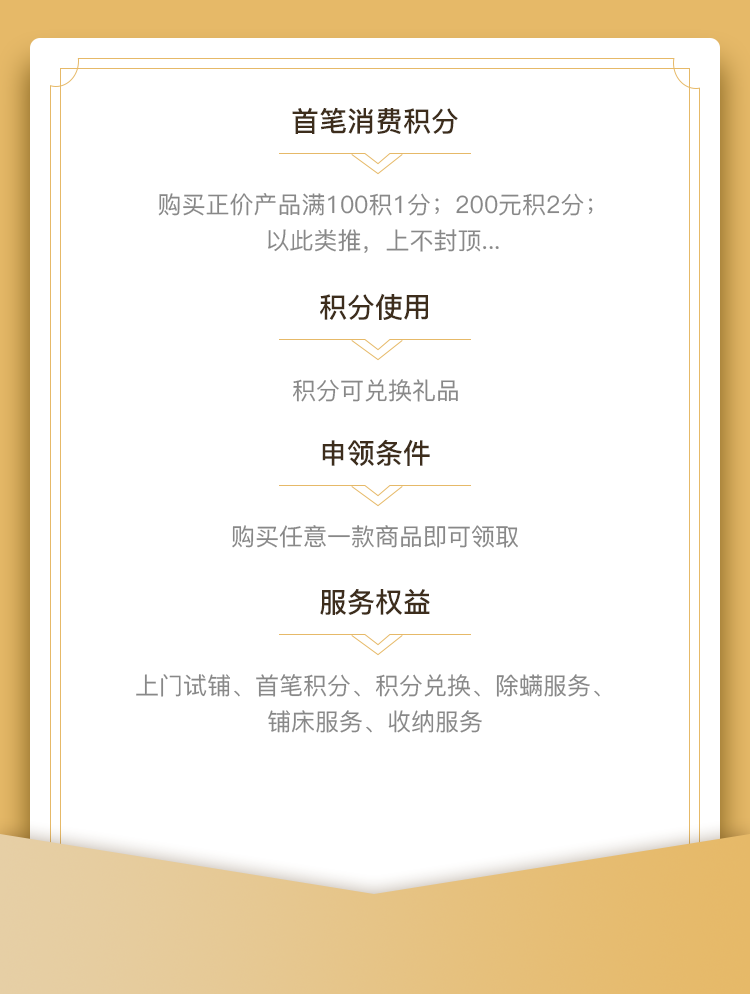 首笔消费积分
购买正价产品满100积1分；200元积2分；
以此类推，上不封顶...
积分使用
积分可兑换礼品
申领条件
购买任意一款商品即可领取
服务权益
上门试铺、首笔积分、积分兑换、除螨服务、
铺床服务、收纳服务